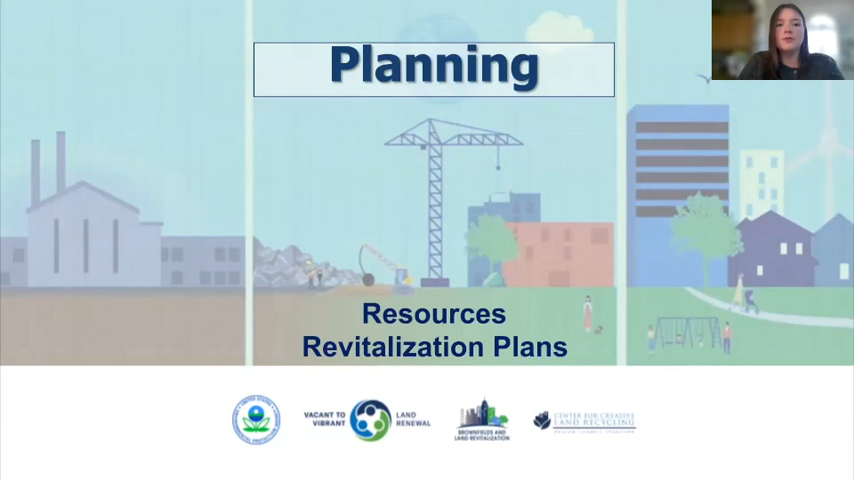 Planning
Resources
Revitalization Plans
VACANT TO
VIBRANT
LAND
RENEWAL
BROWNFIELDS AND
LAND REVITALIZATION
CENTER FOR CREATIVE
LAND RECYCLING